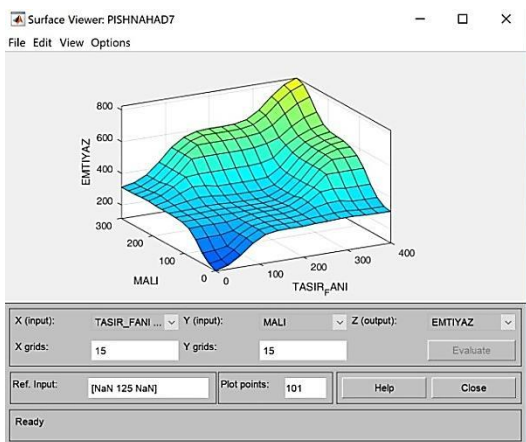 Surface Viewer: PISHNAHAD7
File Edit View Options
800
600
400
200
EMTIYAZ
300
200
100
0
MALI
0
100
200
300
400
TASIR_FANI
X (input): TASIR_FANI ... Y (input): MALI Z (output): EMTIYAZ
X grids: 15 Y grids: 15 Evaluate
Ref. Input: [NaN 125 NaN] Plot points: 101 Help Close
Ready